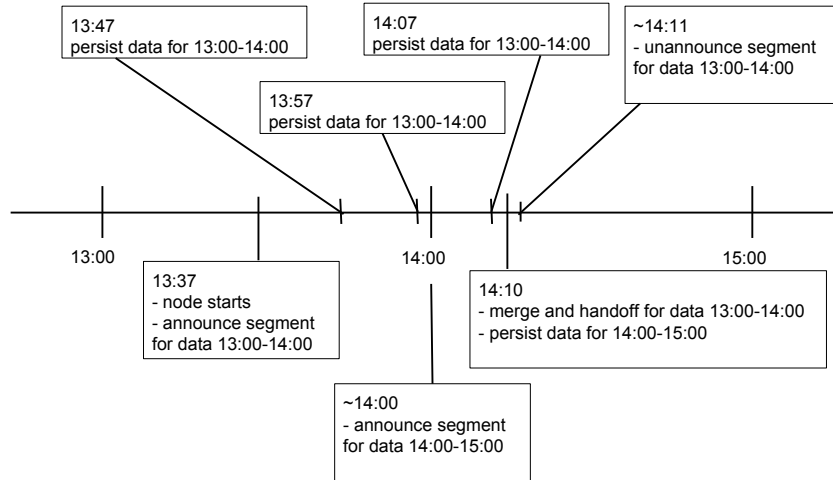 13:47
persist data for 13:00-14:00
14:07
persist data for 13:00-14:00
~14:11
- unannounce segment
for data 13:00-14:00
13:57
persist data for 13:00-14:00
13:00
14:00
15:00
13:37
- node starts
- announce segment
for data 13:00-14:00
14:10
- merge and handoff for data 13:00-14:00
- persist data for 14:00-15:00
~14:00
- announce segment
for data 14:00-15:00